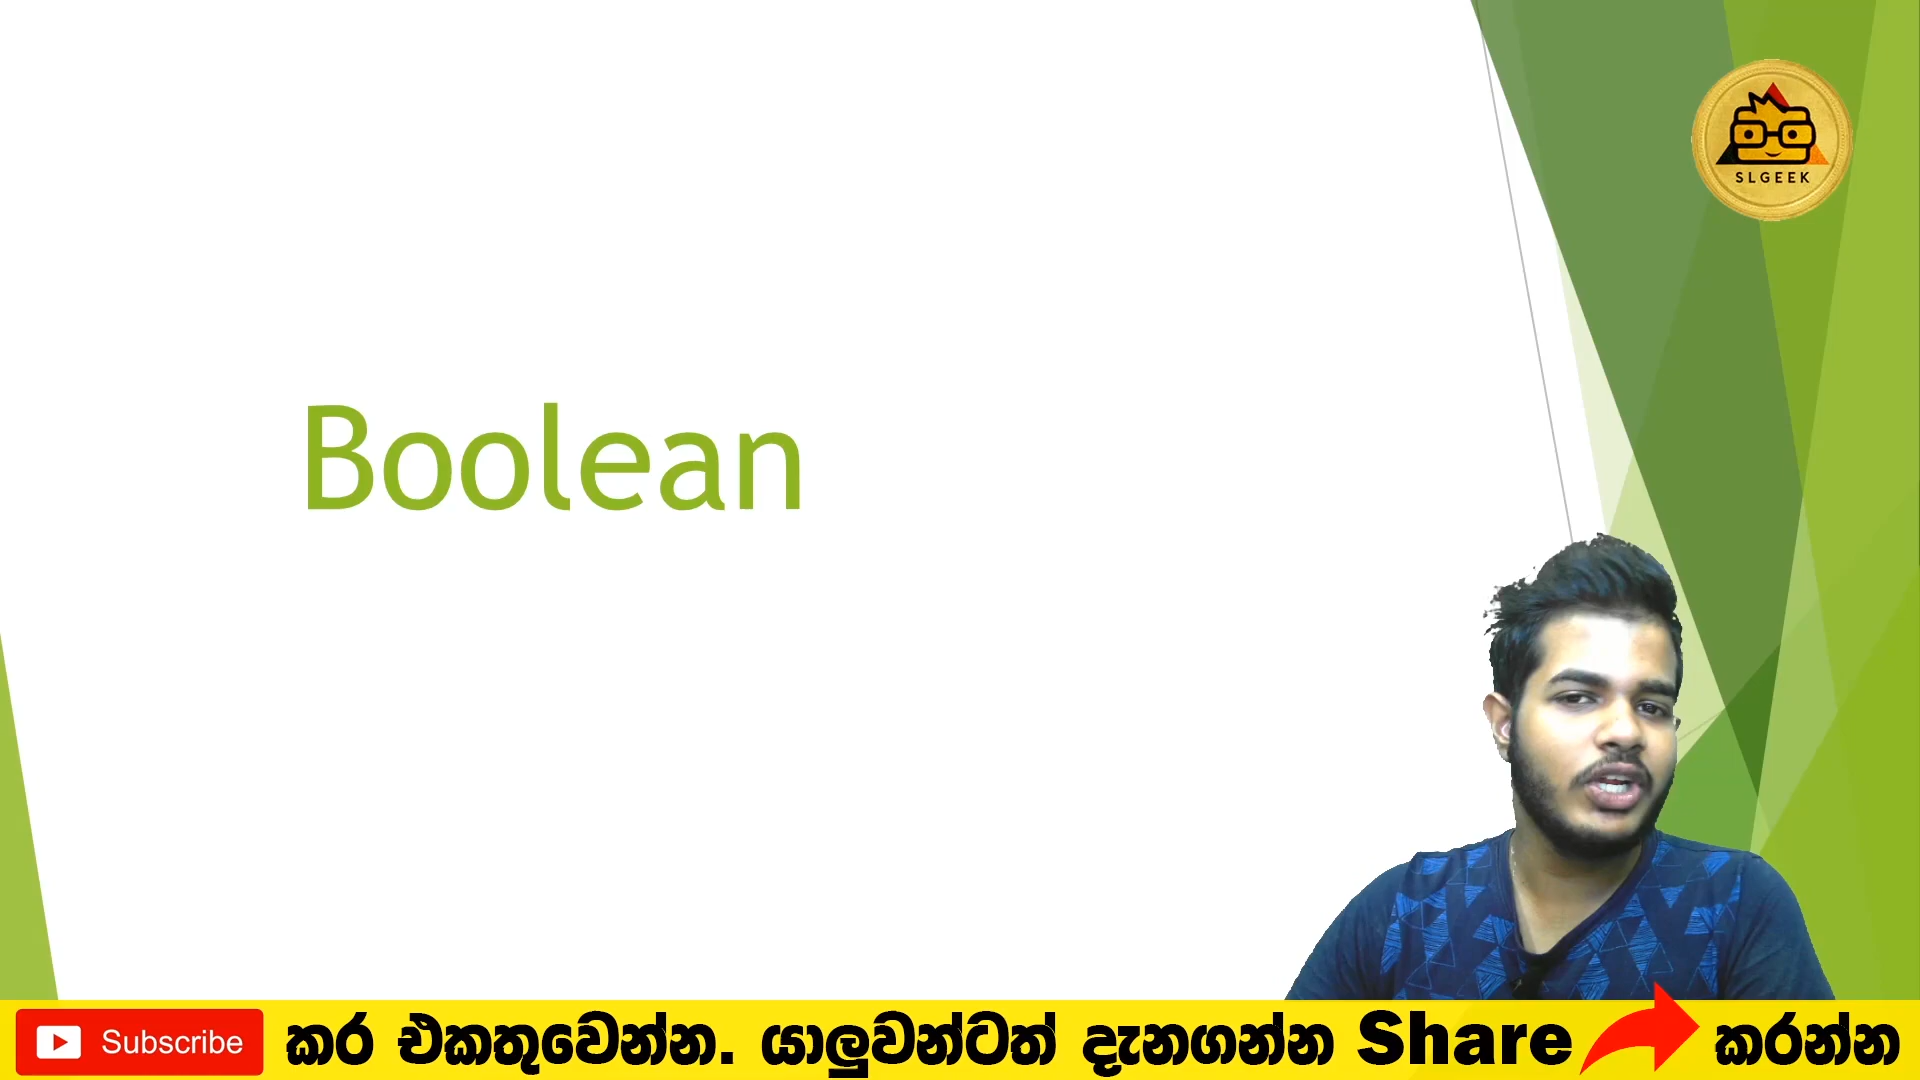 SLGEEK
Boolean
Subscribe කර එකතුවෙන්න. යාලුවන්ටත් දැනගන්න Share කරන්න